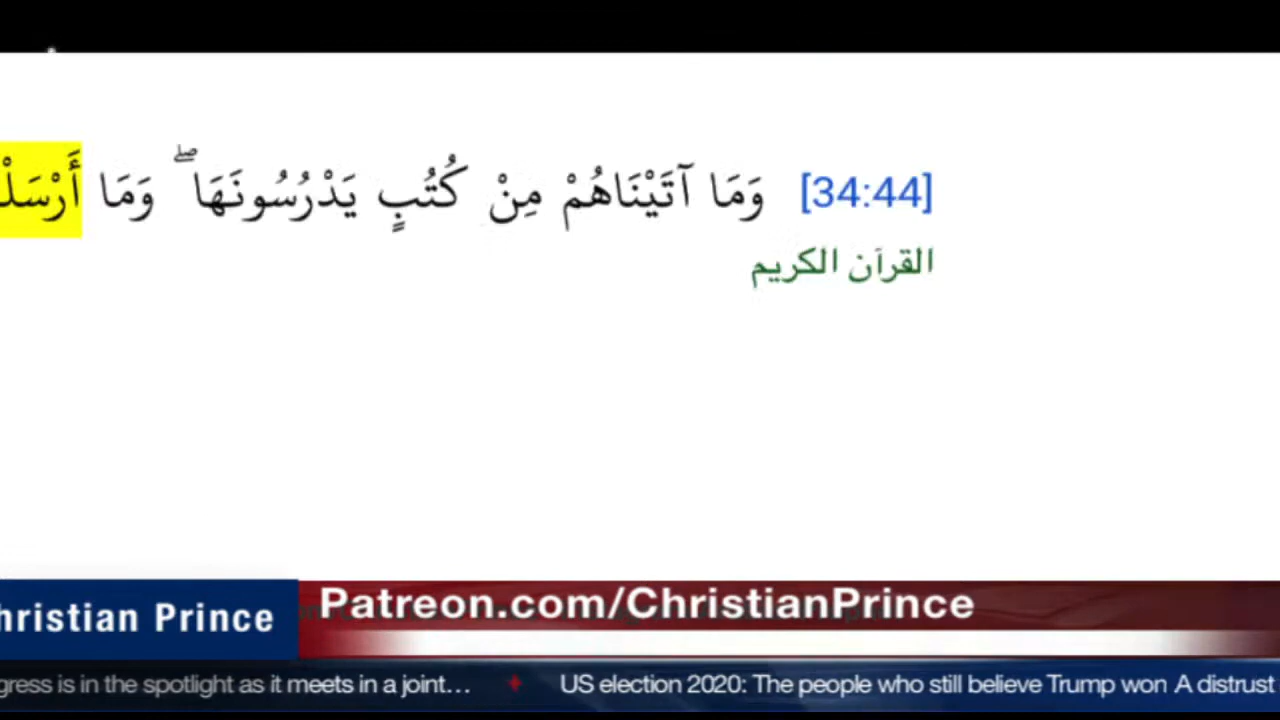 [34:44] وَمَا آتَيْنَاهُمْ مِنْ كُتُبٍ يَدْرُسُونَهَا ۖ وَمَا أَرْسَلْ
القرآن الكريم
hristian Prince
Patreon.com/ChristianPrince
gress is in the spotlight as it meets in a joint... + US election 2020: The people who still believe Trump won A distrust